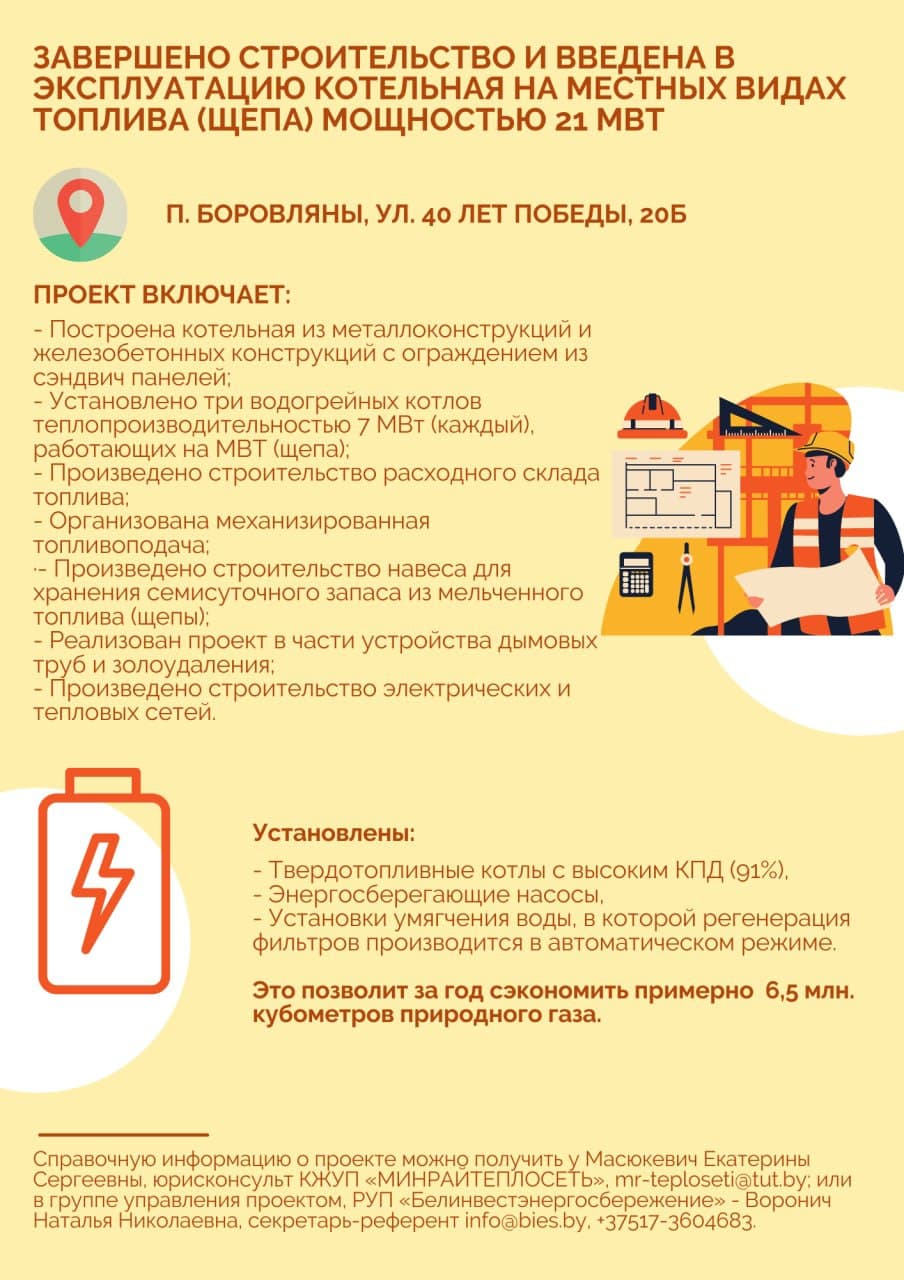 ЗАВЕРШЕНО СТРОИТЕЛЬСТВО И ВВЕДЕНА В
ЭКСПЛУАТАЦИЮ КОТЕЛЬНАЯ НА МЕСТНЫХ ВИДАХ
ТОПЛИВА (ЩЕПА) МОЩНОСТЬЮ 21 МВТ
П. БОРОВЛЯНЫ, УЛ. 40 ЛЕТ ПОБЕДЫ, 20Б
ПРОЕКТ ВКЛЮЧАЕТ:
- Построена котельная из металлоконструкций и
железобетонных конструкций с ограждением из
сэндвич панелей;
- Установлено три водогрейных котлов
теплопроизводительностью 7 МВт (каждый),
работающих на МВТ (щепа);
- Произведено строительство расходного склада
топлива;
- Организована механизированная
топливоподача;
·- Произведено строительство навеса для
хранения семисуточного запаса из мельченного
топлива (щепы);
- Реализован проект в части устройства дымовых
труб и золоудаления;
- Произведено строительство электрических и
тепловых сетей.
Установлены:
- Твердотопливные котлы с высоким КПД (91%),
- Энергосберегающие насосы,
- Установки умягчения воды, в которой регенерация
фильтров производится в автоматическом режиме.
Это позволит за год сэкономить примерно 6,5 млн.
кубометров природного газа.
Справочную информацию о проекте можно получить у Масюкевич Екатерины
Сергеевны, юрисконсульт КЖУП «МИНРАЙТЕПЛОСЕТЬ», mr-teploseti@tut.by; или
в группе управления проектом, РУП «Белинвестэнергосбережение» - Воронич
Наталья Николаевна, секретарь-референт info@bies.by, +37517-3604683.